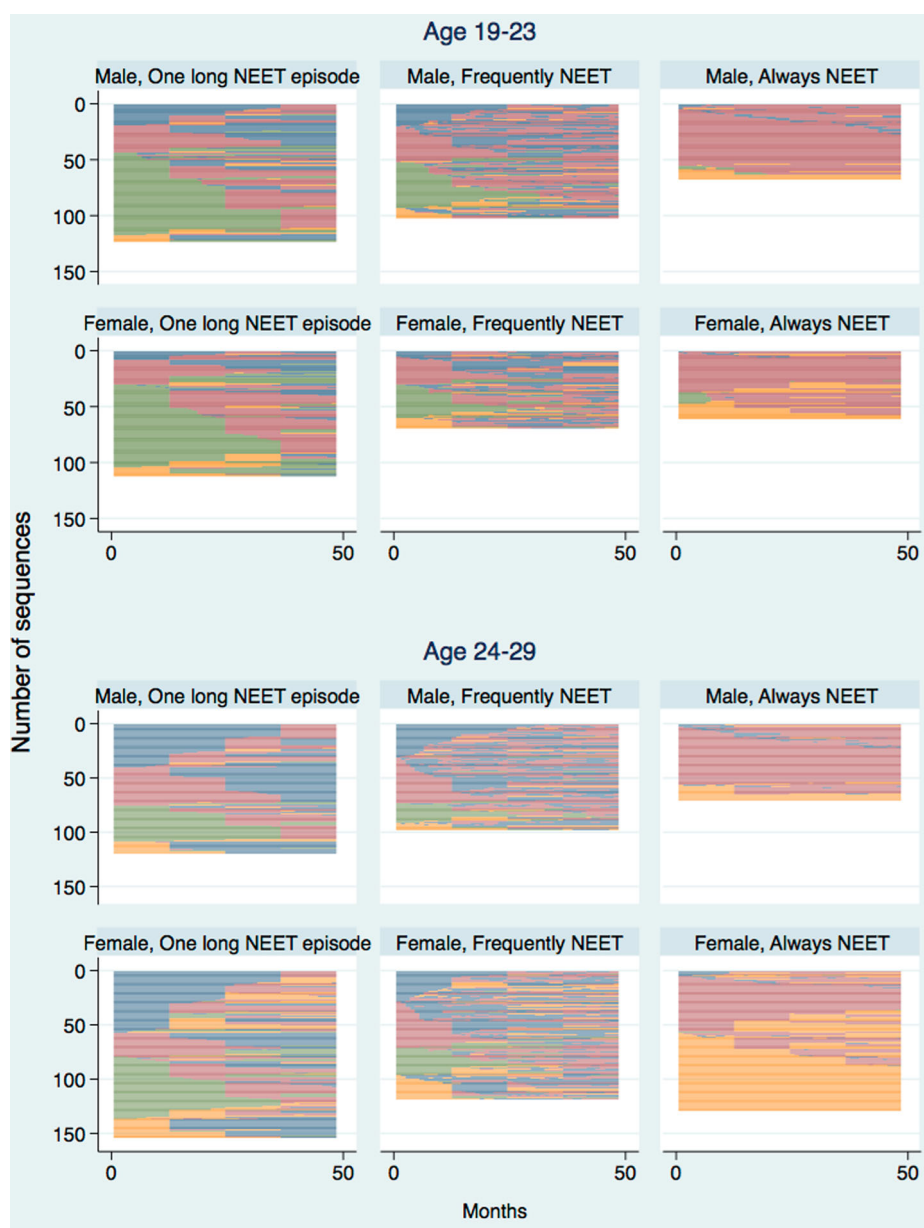 Age 19-23
Male, One long NEET episode Male, Frequently NEET Male, Always NEET
0
50
100
150
Female, One long NEET episode Female, Frequently NEET Female, Always NEET
0
50
100
150
0 50 0 50 0 50
Number of sequences
Age 24-29
Male, One long NEET episode Male, Frequently NEET Male, Always NEET
0
50
100
150
Female, One long NEET episode Female, Frequently NEET Female, Always NEET
0
50
100
150
0 50 0 50 0 50
Months